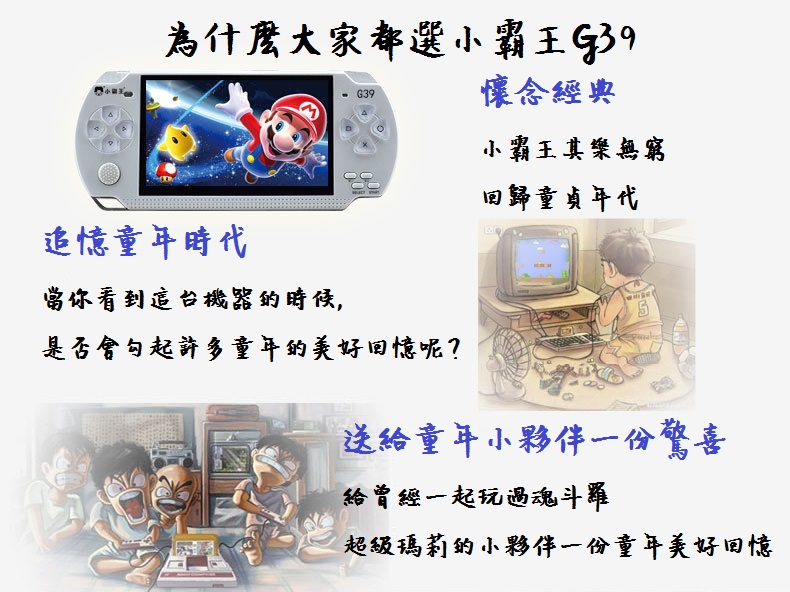 為什麼大家都選小霸王G39
小霸王
G39
SELECT START
懷念經典
小霸王其樂無窮
回歸童貞年代
追憶童年時代
當你看到這台機器的時候,
是否會勾起許多童年的美好回憶呢?
5
送給童年小夥伴一份驚喜
給曾經一起玩過魂斗羅
超級瑪莉的小夥伴一份童年美好回憶